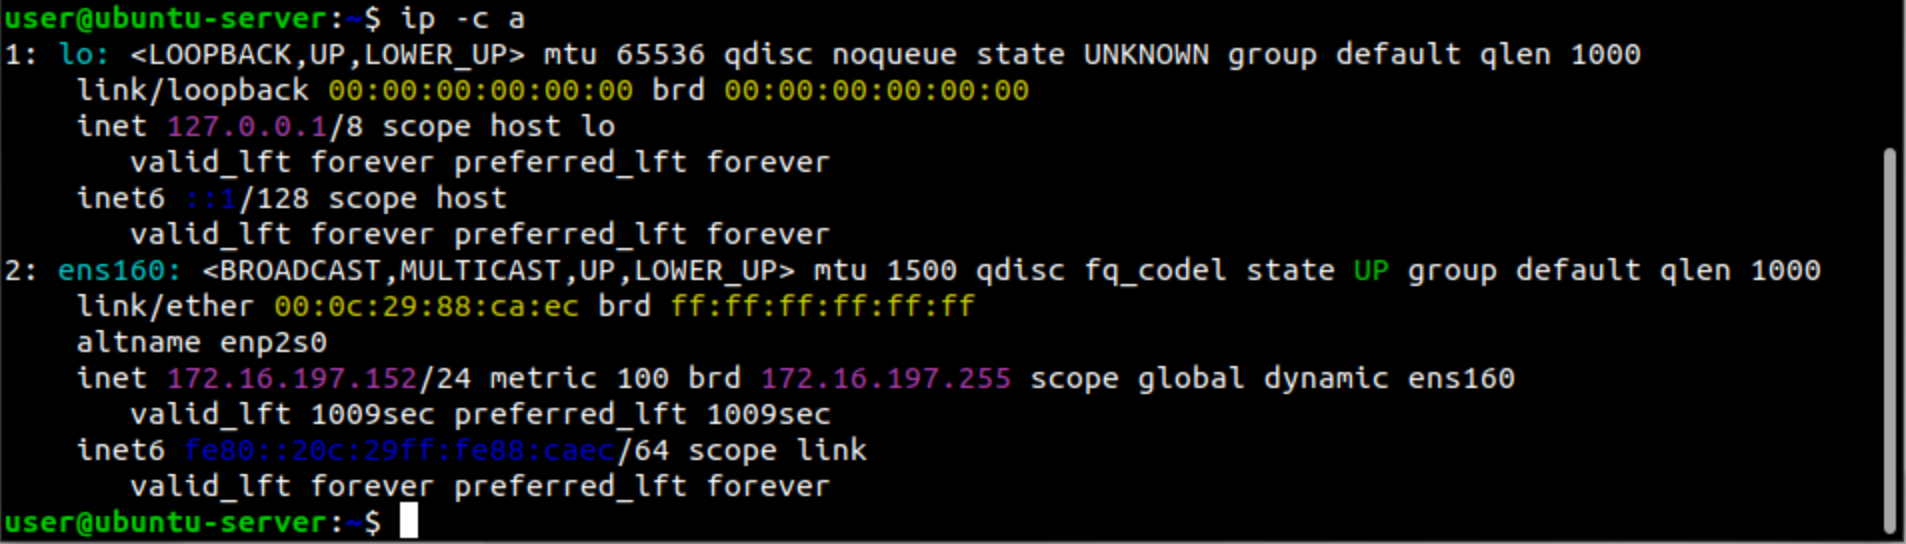 user@ubuntu-server:~$ ip -c a
1: lo: <LOOPBACK,UP,LOWER_UP> mtu 65536 qdisc noqueue state UNKNOWN group default qlen 1000
    link/loopback 00:00:00:00:00:00 brd 00:00:00:00:00:00
    inet 127.0.0.1/8 scope host lo
       valid_lft forever preferred_lft forever
    inet6 ::1/128 scope host
       valid_lft forever preferred_lft forever
2: ens160: <BROADCAST,MULTICAST,UP,LOWER_UP> mtu 1500 qdisc fq_codel state UP group default qlen 1000
    link/ether 00:0c:29:88:ca:ec brd ff:ff:ff:ff:ff:ff
    altname enp2s0
    inet 172.16.197.152/24 metric 100 brd 172.16.197.255 scope global dynamic ens160
       valid_lft 1009sec preferred_lft 1009sec
    inet6 fe80::20c:29ff:fe88:caec/64 scope link
       valid_lft forever preferred_lft forever
user@ubuntu-server:~$